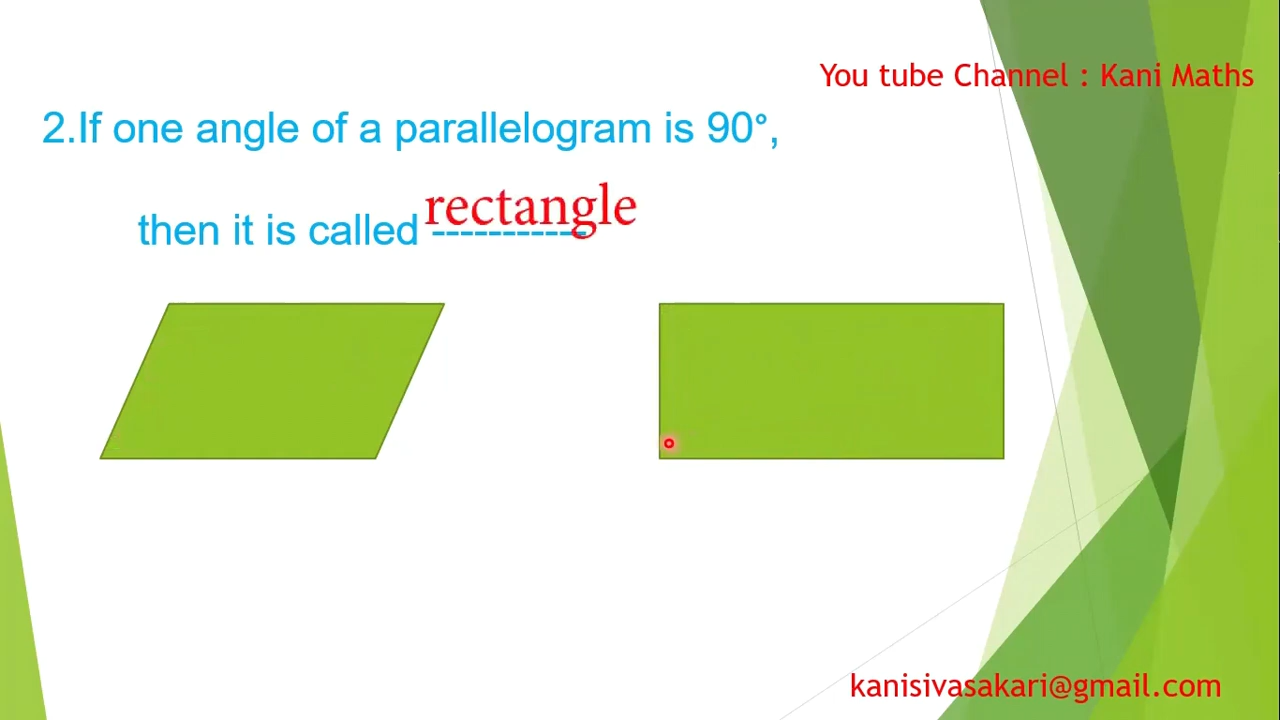 You tube Channel : Kani Maths
2.If one angle of a parallelogram is 90°,
then it is called rectangle
-----------
kanisivasakari@gmail.com